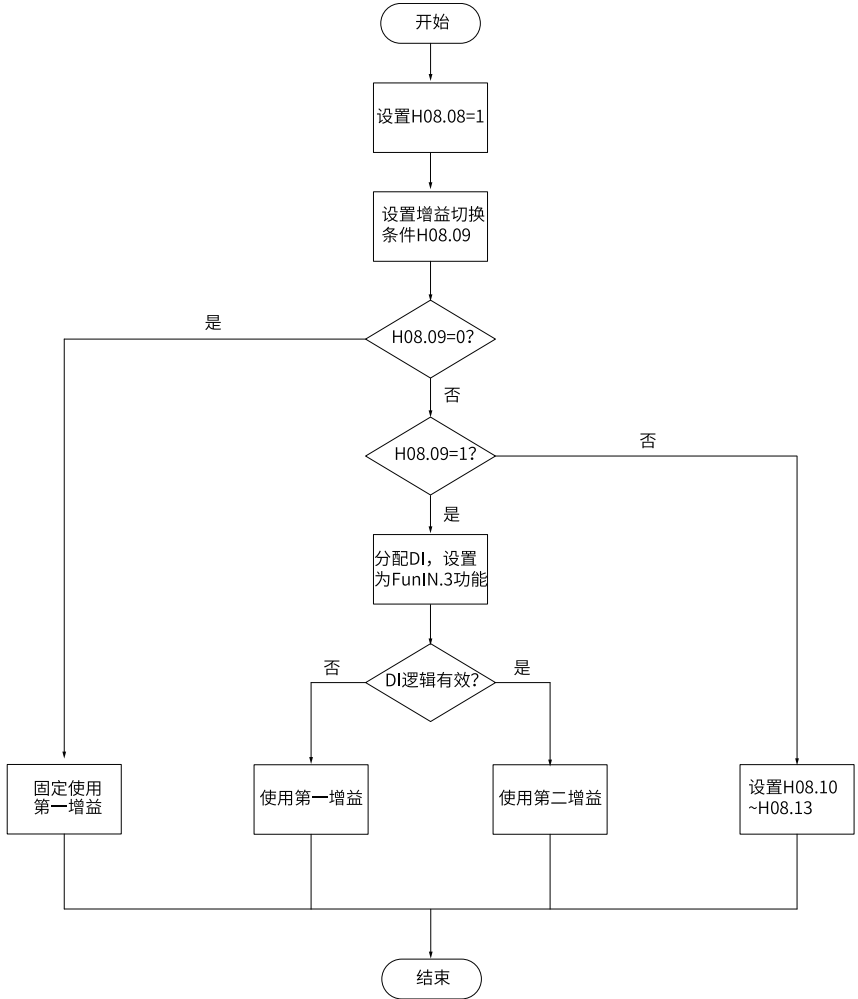 开始
设置H08.08=1
设置增益切换
条件H08.09
H08.09=0?
是
否
H08.09=1?
否
是
分配DI，设置
为FunIN.3功能
DI逻辑有效?
否
是
固定使用
第一增益
使用第一增益
使用第二增益
设置H08.10
~H08.13
结束